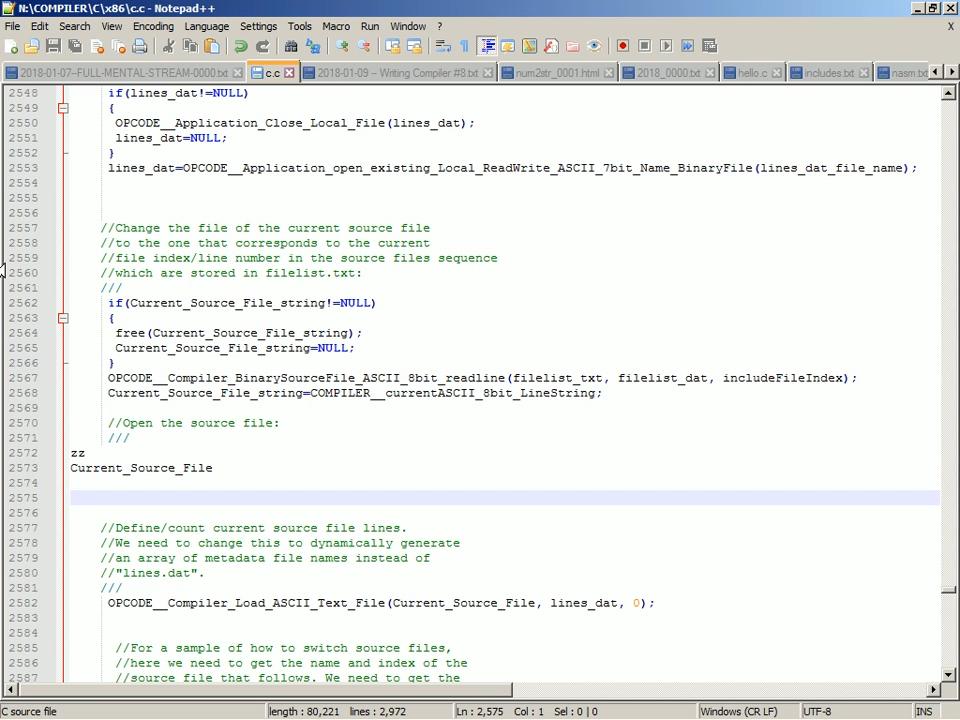 N:\COMPILER\C\x86\c.c - Notepad++
File Edit Search View Encoding Language Settings Tools Macro Run Window ? X
2018-01-07-FULL-MENTAL-STREAM-0000.txt c.c 2018-01-09 -- Writing Compiler #8.txt num2str_0001.html 2018_0000.txt hello.c includes.txt nasm.txt
2548 if(lines_dat!=NULL)
2549 {
2550 OPCODE__Application_Close_Local_File(lines_dat);
2551 lines_dat=NULL;
2552 }
2553 lines_dat=OPCODE__Application_open_existing_Local_ReadWrite_ASCII_7bit_Name_BinaryFile(lines_dat_file_name);
2554
2555
2556
2557 //Change the file of the current source file
2558 //to the one that corresponds to the current
2559 //file index/line number in the source files sequence
2560 //which are stored in filelist.txt:
2561 ///
2562 if(Current_Source_File_string!=NULL)
2563 {
2564 free(Current_Source_File_string);
2565 Current_Source_File_string=NULL;
2566 }
2567 OPCODE__Compiler_BinarySourceFile_ASCII_8bit_readline(filelist_txt, filelist_dat, includeFileIndex);
2568 Current_Source_File_string=COMPILER__currentASCII_8bit_LineString;
2569
2570 //Open the source file:
2571 ///
2572 zz
2573 Current_Source_File
2574
2575
2576
2577 //Define/count current source file lines.
2578 //We need to change this to dynamically generate
2579 //an array of metadata file names instead of
2580 //"lines.dat".
2581 ///
2582 OPCODE__Compiler_Load_ASCII_Text_File(Current_Source_File, lines_dat, 0);
2583
2584
2585 //For a sample of how to switch source files,
2586 //here we need to get the name and index of the
2587 //source file that follows. We need to get the
C source file length : 80,221 lines : 2,972 Ln : 2,575 Col : 1 Sel : 0 | 0 Windows (CR LF) UTF-8 INS